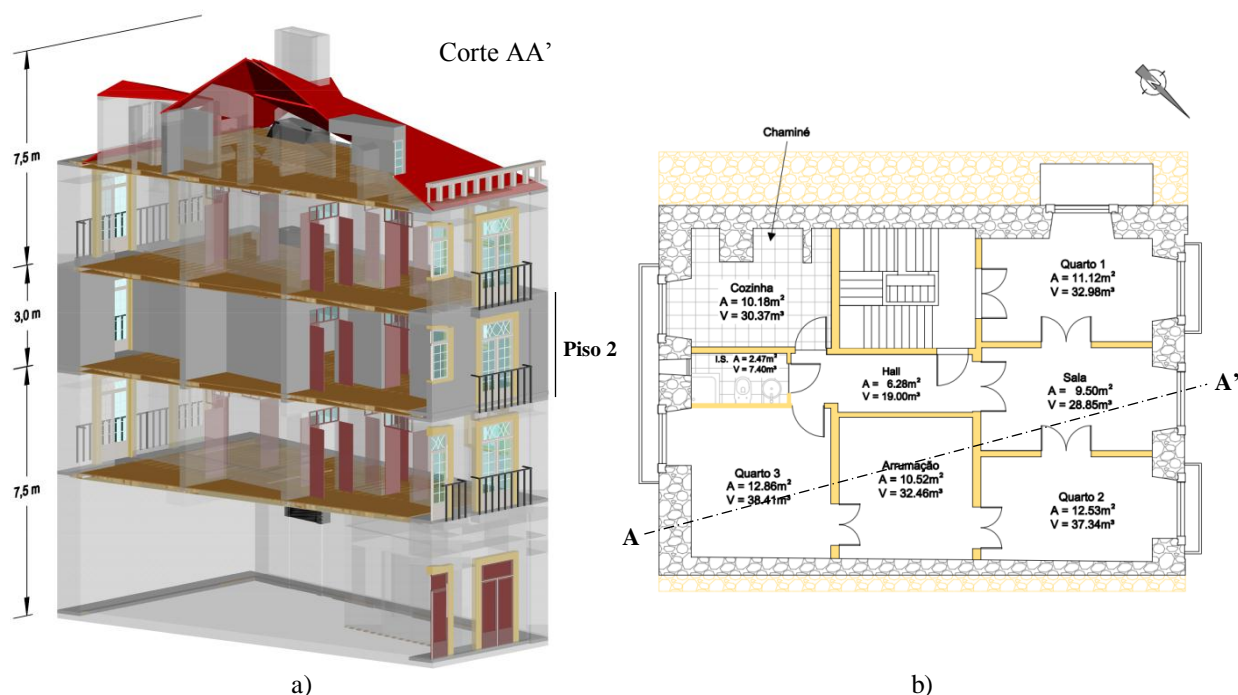 Corte AA’
7,5 m
3,0 m
7,5 m
Piso 2
a)
N
Chaminé
Cozinha
A = 10.18m²
V = 30.37m³
Quarto 1
A = 11.12m²
V = 32.98m³
I.S. A = 2.47m²
V = 7.40m³
Hall
A = 6.28m²
V = 19.00m³
Sala
A = 9.50m²
V = 28.85m³
A’
Quarto 3
A = 12.86m²
V = 38.41m³
Arrumação
A = 10.52m²
V = 32.46m³
Quarto 2
A = 12.53m²
V = 37.34m³
A
b)